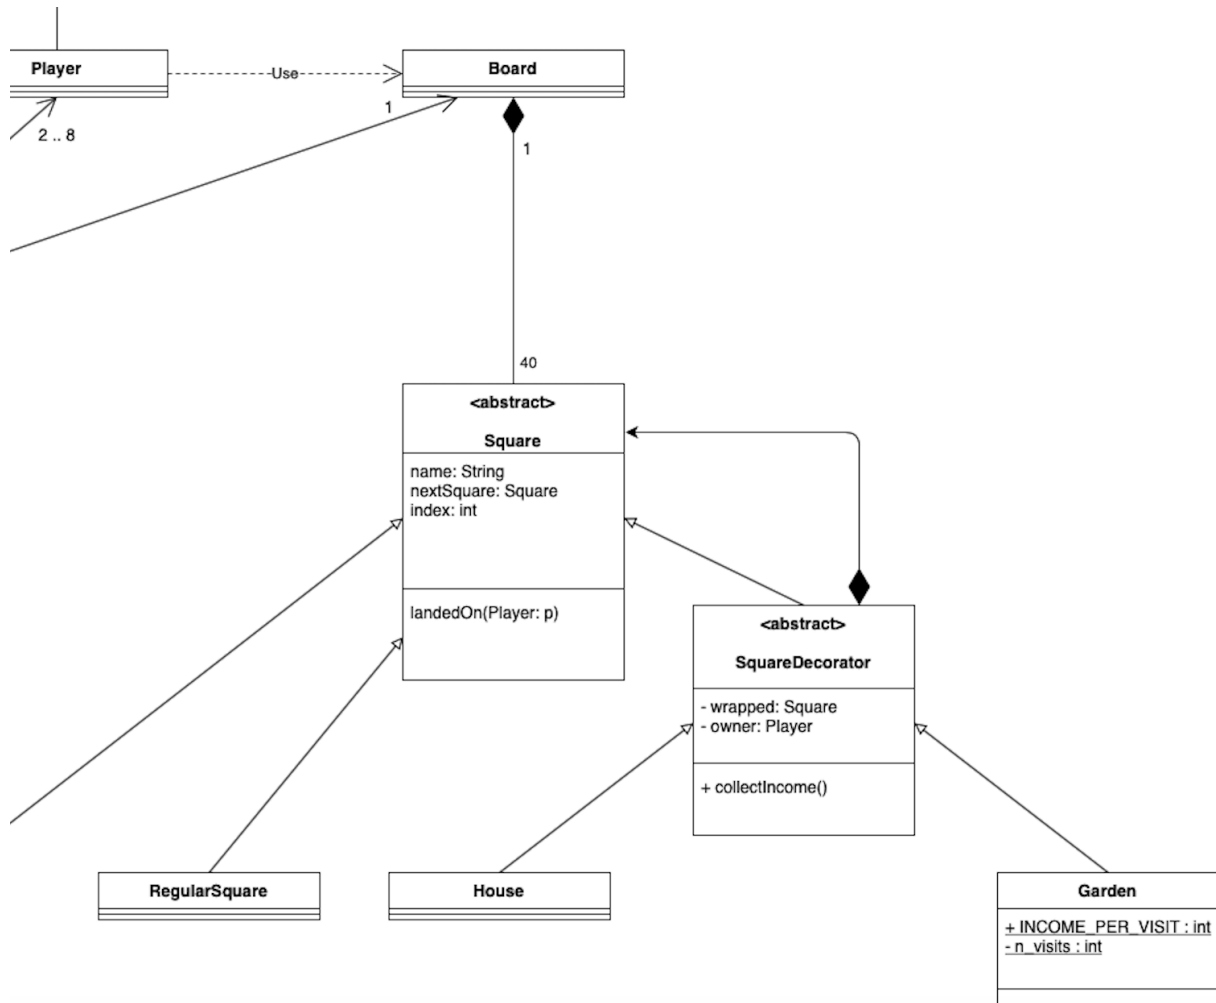 Player
Use
Board
1
2 .. 8
1
40
<abstract>
Square
name: String
nextSquare: Square
index: int
landedOn(Player: p)
<abstract>
SquareDecorator
- wrapped: Square
- owner: Player
+ collectIncome()
RegularSquare
House
Garden
+ INCOME_PER_VISIT : int
- n_visits : int